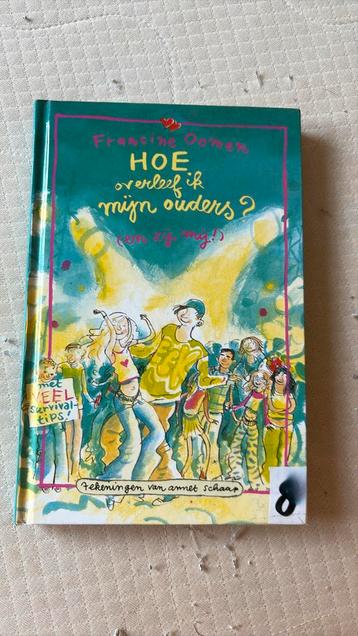 Francine Oomen
HOE
overleef ik
mijn ouders?
(en zij mij!)
met
VEEL
survival-
tips!
Tekeningen van annet schaap
8